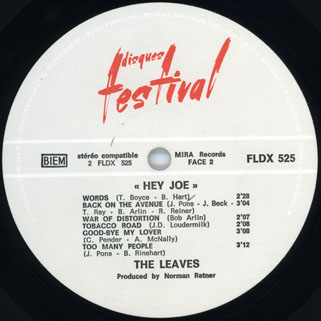 disques
festival
BIEM
stéréo compatible
2 FLDX 525
MIRA Records
FACE 2
FLDX 525
« HEY JOE »
WORDS (T. Boyce - B. Hart) 2'28
BACK ON THE AVENUE (J. Pons - J. Beck - 3'04
T. Ray - B. Arlin - R. Reiner)
WAR OF DISTORTION (Bob Arlin) 2'07
TOBACCO ROAD (J.D. Loudermilk) 2'08
GOOD-BY MY LOVER 3'08
(C. Pender - A. McNally)
TOO MANY PEOPLE 3'12
(J. Pons - B. Rinehart)
THE LEAVES
Produced by Norman Ratner